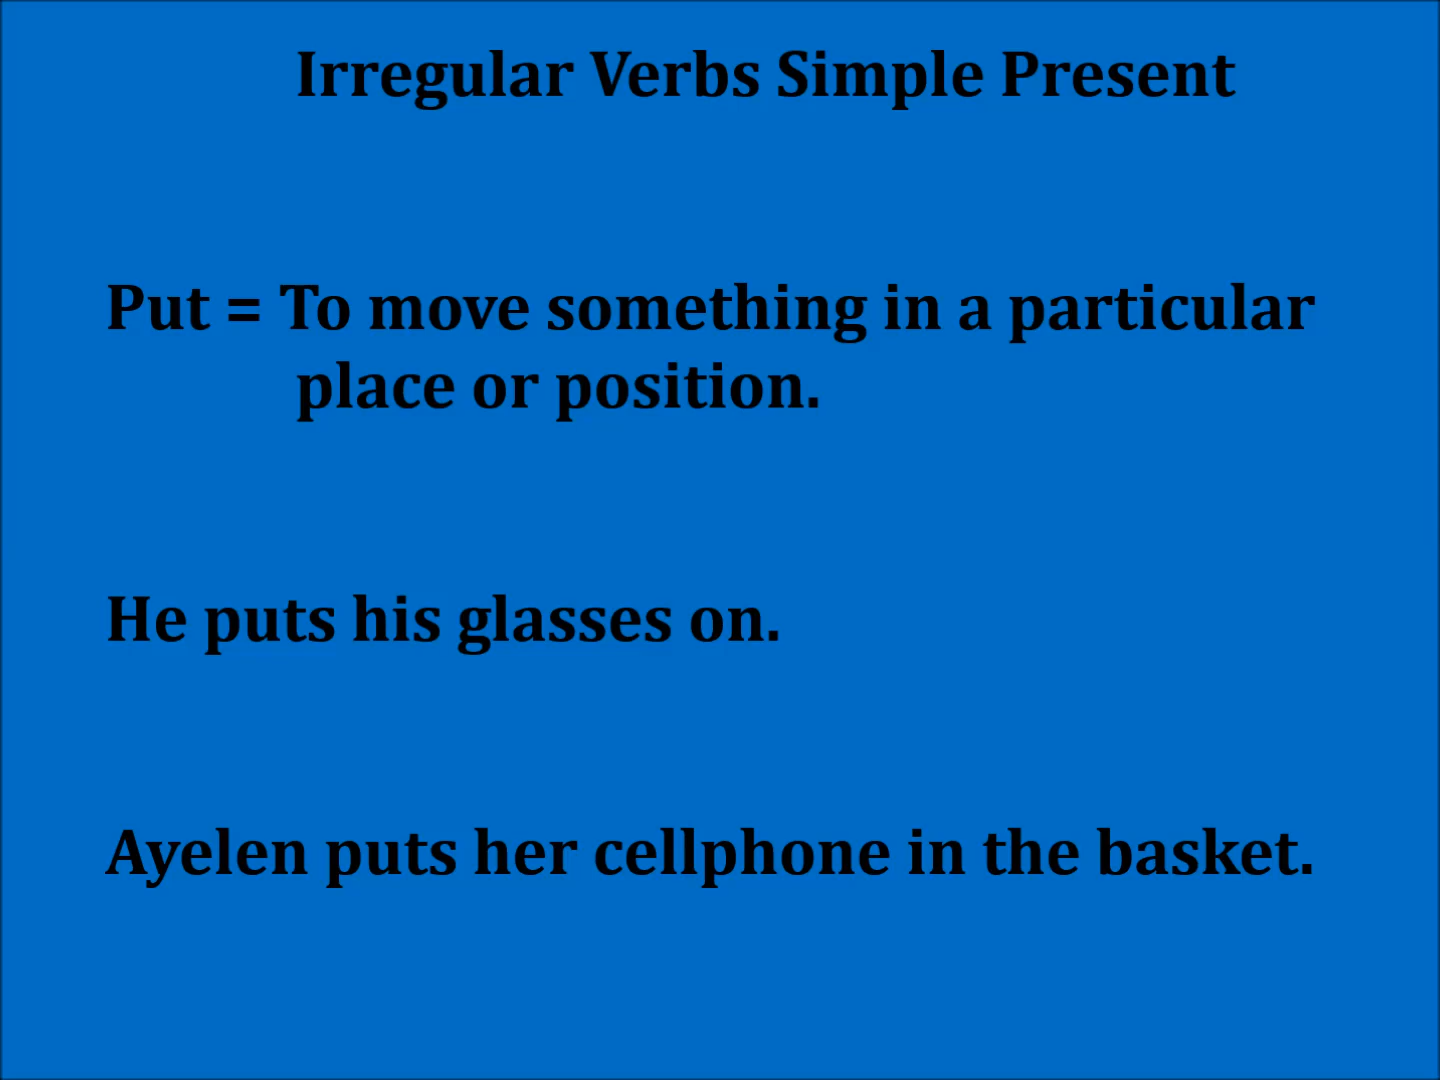 Irregular Verbs Simple Present
Put = To move something in a particular
place or position.
He puts his glasses on.
Ayelen puts her cellphone in the basket.